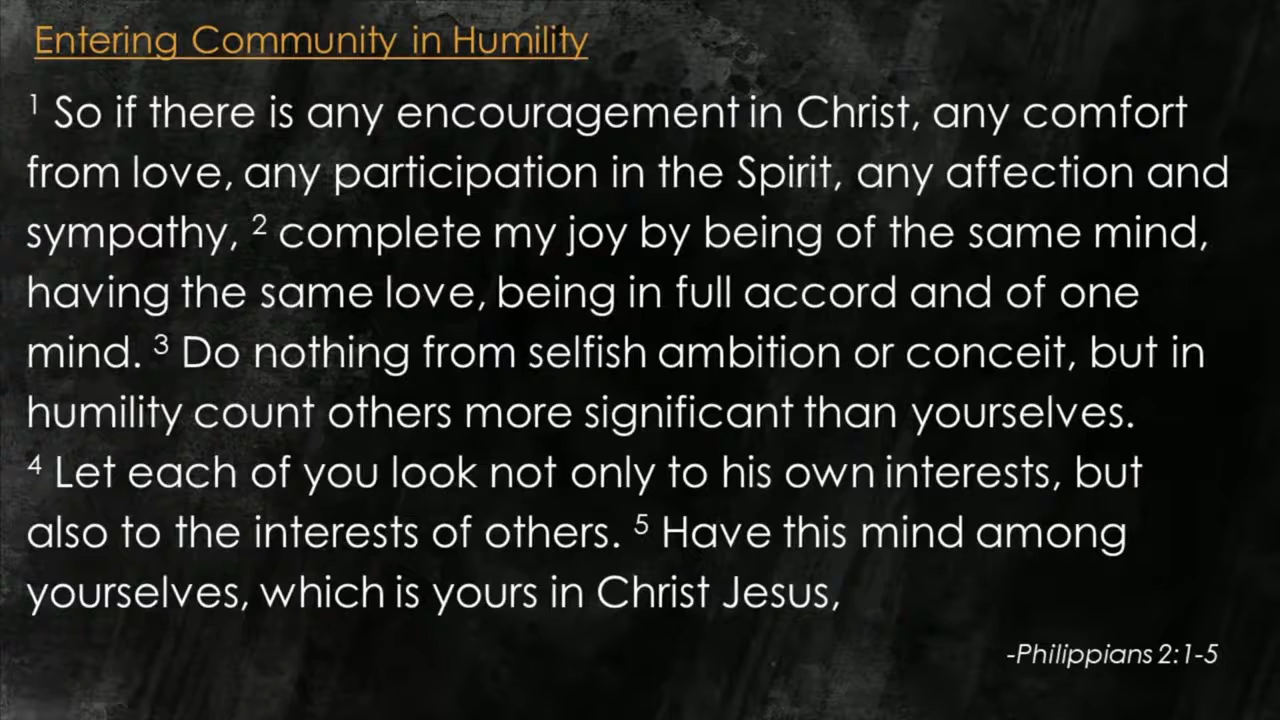 Entering Community in Humility
1 So if there is any encouragement in Christ, any comfort
from love, any participation in the Spirit, any affection and
sympathy, 2 complete my joy by being of the same mind,
having the same love, being in full accord and of one
mind. 3 Do nothing from selfish ambition or conceit, but in
humility count others more significant than yourselves.
4 Let each of you look not only to his own interests, but
also to the interests of others. 5 Have this mind among
yourselves, which is yours in Christ Jesus,
-Philippians 2:1-5